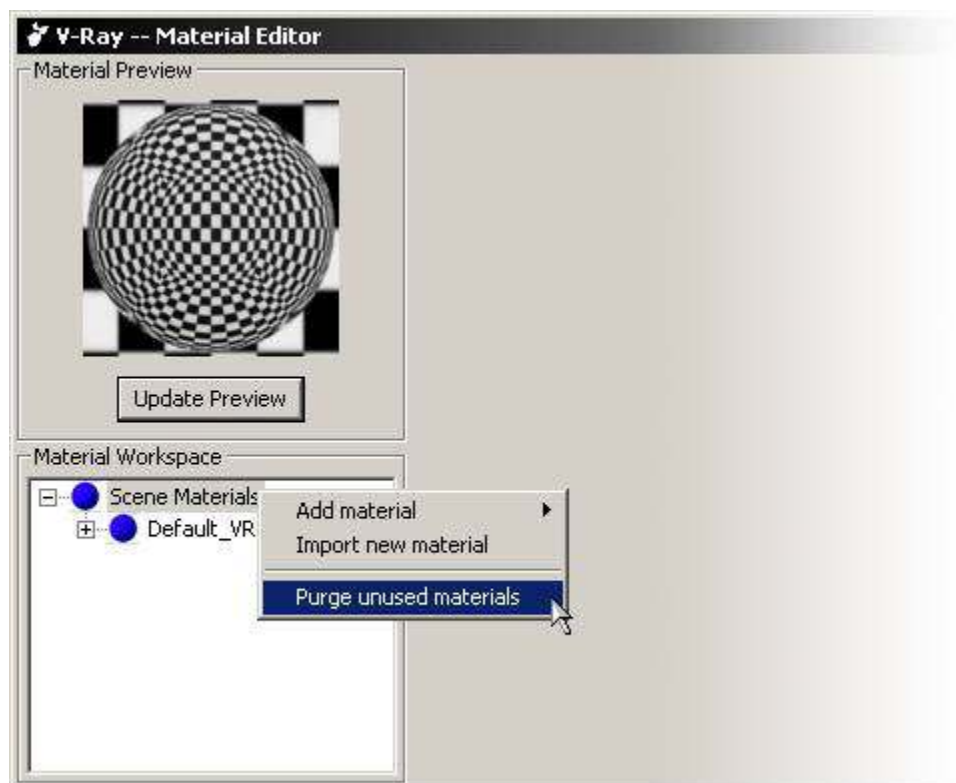 V-Ray -- Material Editor
Material Preview
Update Preview
Material Workspace
Scene Materials
Default_VR
Add material
Import new material
Purge unused materials